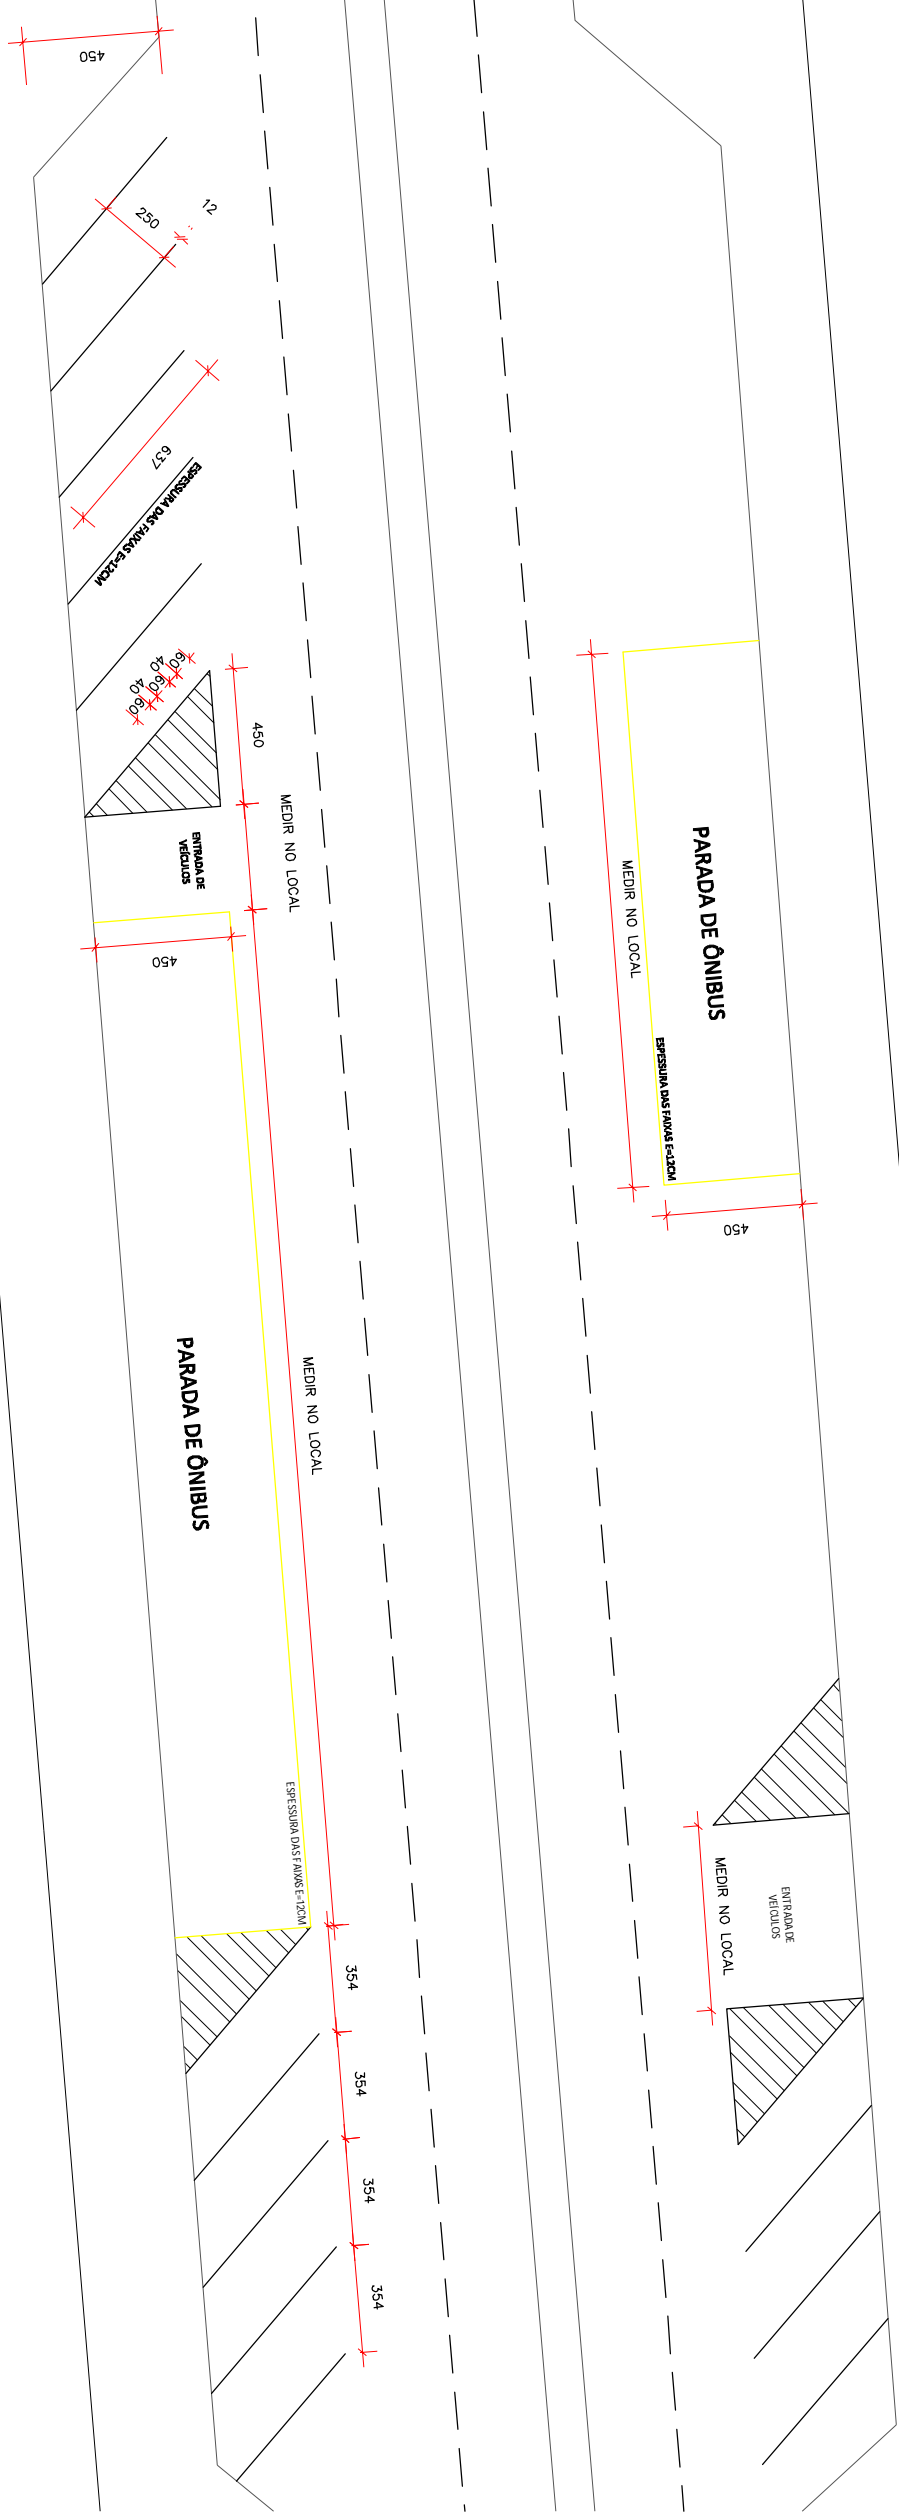 450
12
250
637
ESPESSURA DAS FAIXAS E=12CM
60
40
60
40
60
450
MEDIR NO LOCAL
ENTRADA DE
VEÍCULOS
450
PARADA DE ÔNIBUS
MEDIR NO LOCAL
ESPESSURA DAS FAIXAS E=12CM
354
354
354
354
PARADA DE ÔNIBUS
MEDIR NO LOCAL
ESPESSURA DAS FAIXAS E=12CM
450
MEDIR NO LOCAL
ENTRADA DE
VEÍCULOS